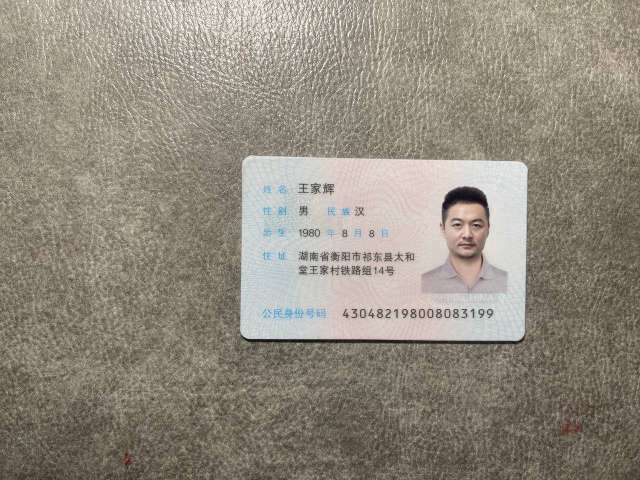 姓名 王家辉
性别 男 民族 汉
出生 1980 年 8 月 8 日
住址 湖南省衡阳市祁东县太和
堂王家村铁路组14号
公民身份号码 430482198008083199